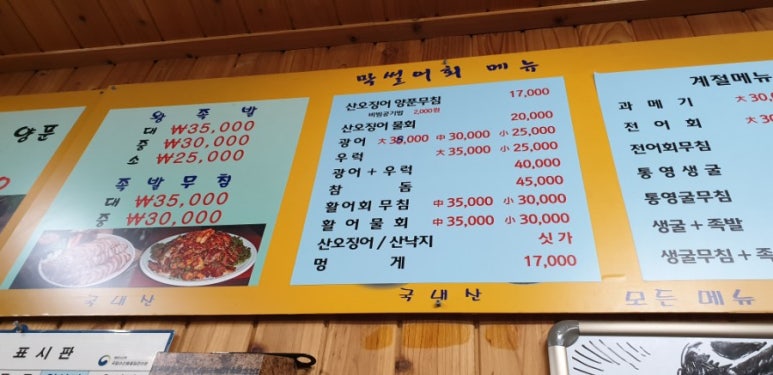 양푼
왕족발
대 ₩35,000
중 ₩30,000
소 ₩25,000
족발무침
대 ₩35,000
중 ₩30,000
국내산
막썰어회 메뉴
산오징어 양푼무침 17,000
비빔공기밥 2,000원
산오징어 물회 20,000
광어 大 38,000 中 30,000 小 25,000
우럭 大 35,000 小 25,000
광어 + 우럭 40,000
참돔 45,000
활어회무침 中 35,000 小 30,000
활어물회 中 35,000 小 30,000
산오징어 / 산낙지 싯가
멍게 17,000
국내산
계절메뉴
과메기 大 30,
전어회 大 3
전어회무침
통영생굴
통영굴무침
생굴 + 족발
생굴무침 + 족
모든 메뉴
표시판